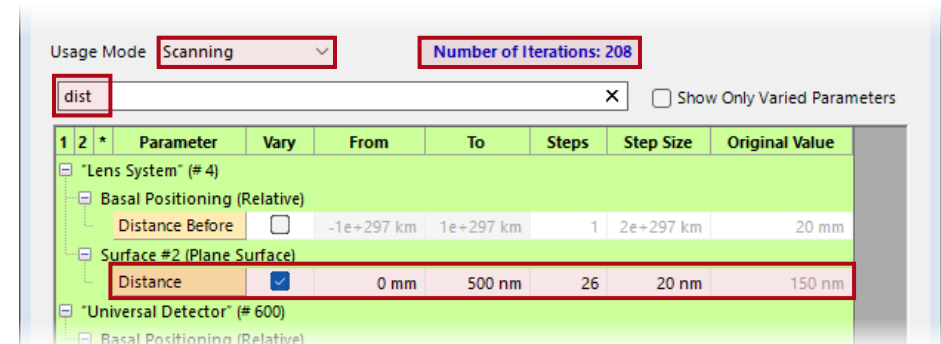 Usage Mode Scanning Number of Iterations: 208
dist Show Only Varied Parameters
1 2 * Parameter Vary From To Steps Step Size Original Value
"Lens System" (# 4)
Basal Positioning (Relative)
Distance Before -1e+297 km 1e+297 km 1 2e+297 km 20 mm
Surface #2 (Plane Surface)
Distance 0 mm 500 nm 26 20 nm 150 nm
"Universal Detector" (# 600)
Basal Positioning (Relative)